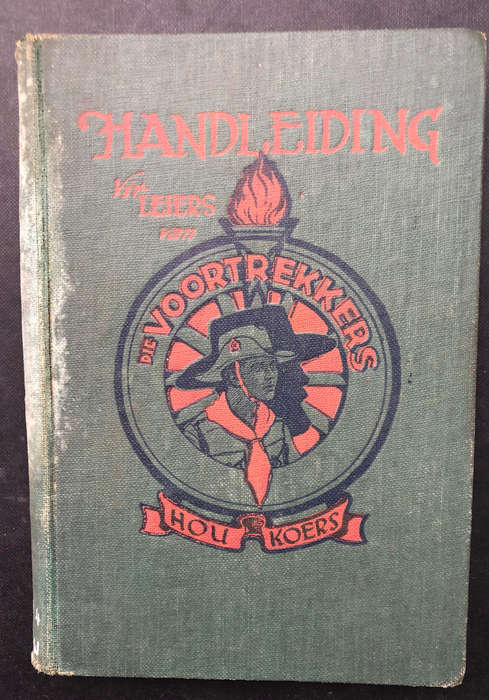 HANDLEIDING
Vir
LEIERS
van
DIE VOORTREKKERS
HOU KOERS